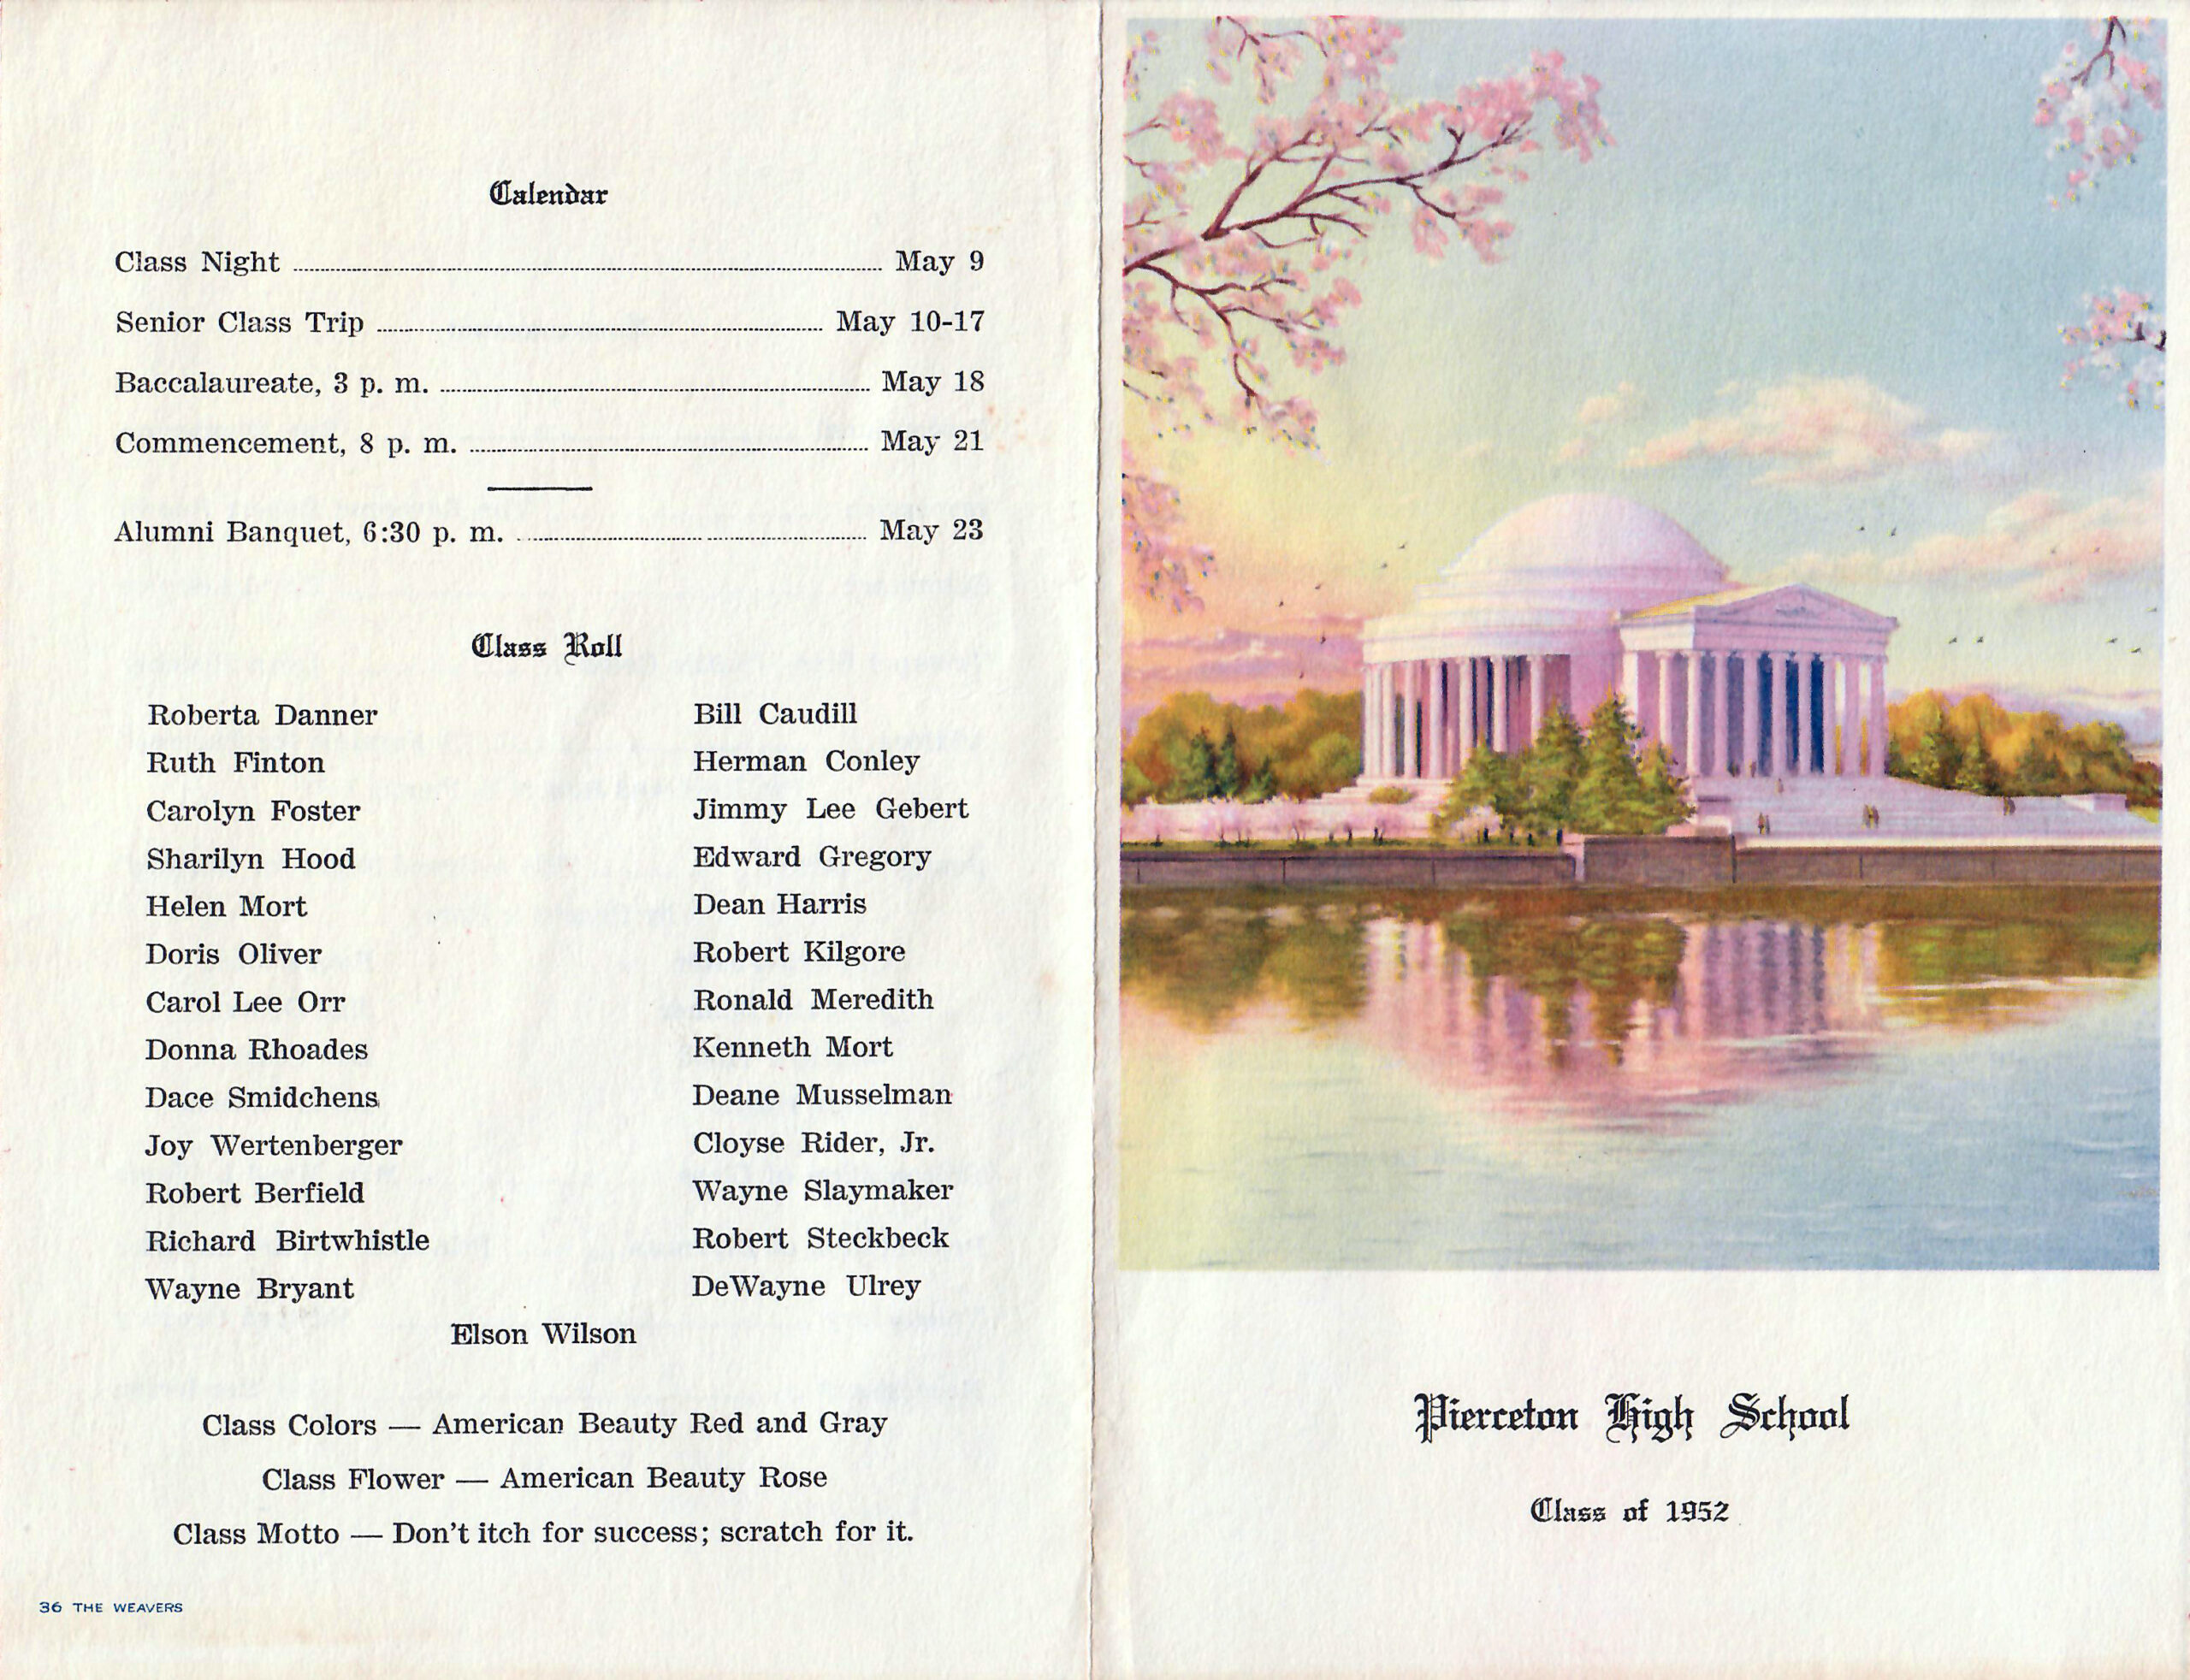 Calendar
Class Night ... May 9
Senior Class Trip ... May 10-17
Baccalaureate, 3 p. m. ... May 18
Commencement, 8 p. m. ... May 21
Alumni Banquet, 6:30 p. m. ... May 23
Class Roll
Roberta Danner
Ruth Finton
Carolyn Foster
Sharilyn Hood
Helen Mort
Doris Oliver
Carol Lee Orr
Donna Rhoades
Dace Smidchens
Joy Wertenberger
Robert Berfield
Richard Birtwhistle
Wayne Bryant
Bill Caudill
Herman Conley
Jimmy Lee Gebert
Edward Gregory
Dean Harris
Robert Kilgore
Ronald Meredith
Kenneth Mort
Deane Musselman
Cloyse Rider, Jr.
Wayne Slaymaker
Robert Steckbeck
DeWayne Ulrey
Elson Wilson
Class Colors — American Beauty Red and Gray
Class Flower — American Beauty Rose
Class Motto — Don't itch for success; scratch for it.
36 THE WEAVERS
Pierceton High School
Class of 1952